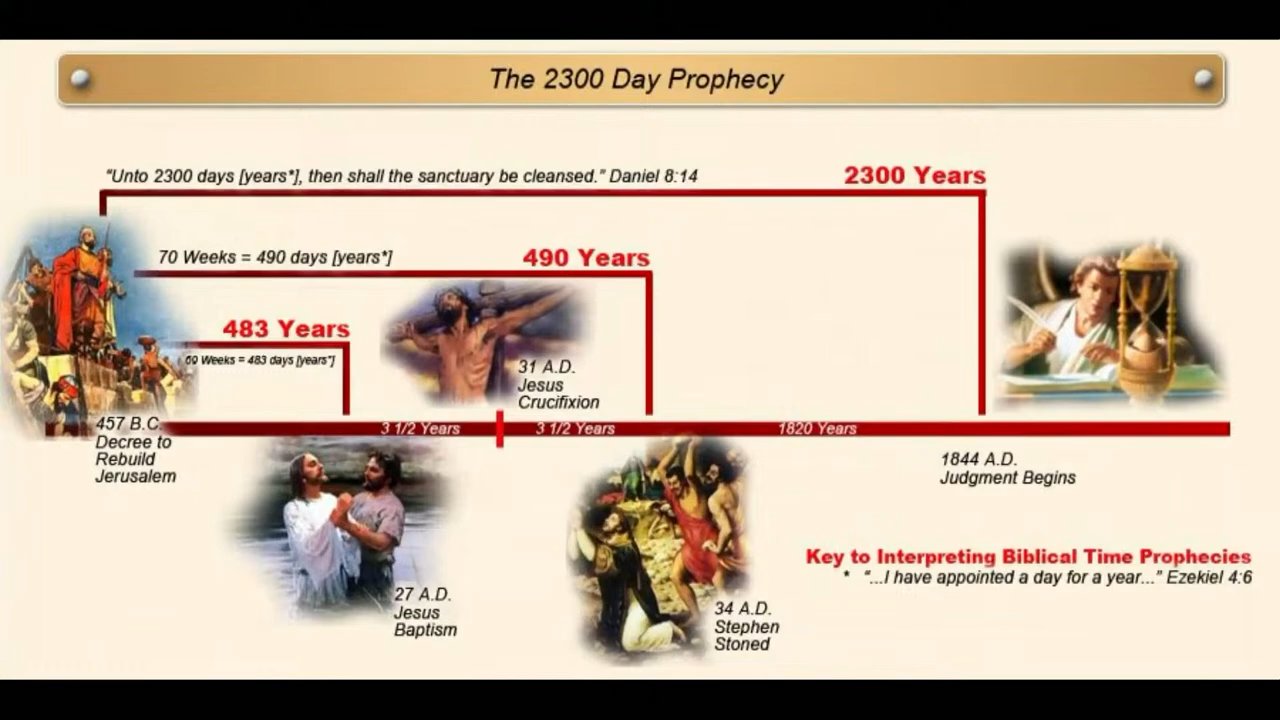 The 2300 Day Prophecy
"Unto 2300 days [years*], then shall the sanctuary be cleansed." Daniel 8:14
2300 Years
70 Weeks = 490 days [years*]
490 Years
483 Years
69 Weeks = 483 days [years*]
31 A.D.
Jesus
Crucifixion
457 B.C.
Decree to
Rebuild
Jerusalem
3 1/2 Years
3 1/2 Years
1820 Years
1844 A.D.
Judgment Begins
27 A.D.
Jesus
Baptism
34 A.D.
Stephen
Stoned
Key to Interpreting Biblical Time Prophecies
* "...I have appointed a day for a year..." Ezekiel 4:6